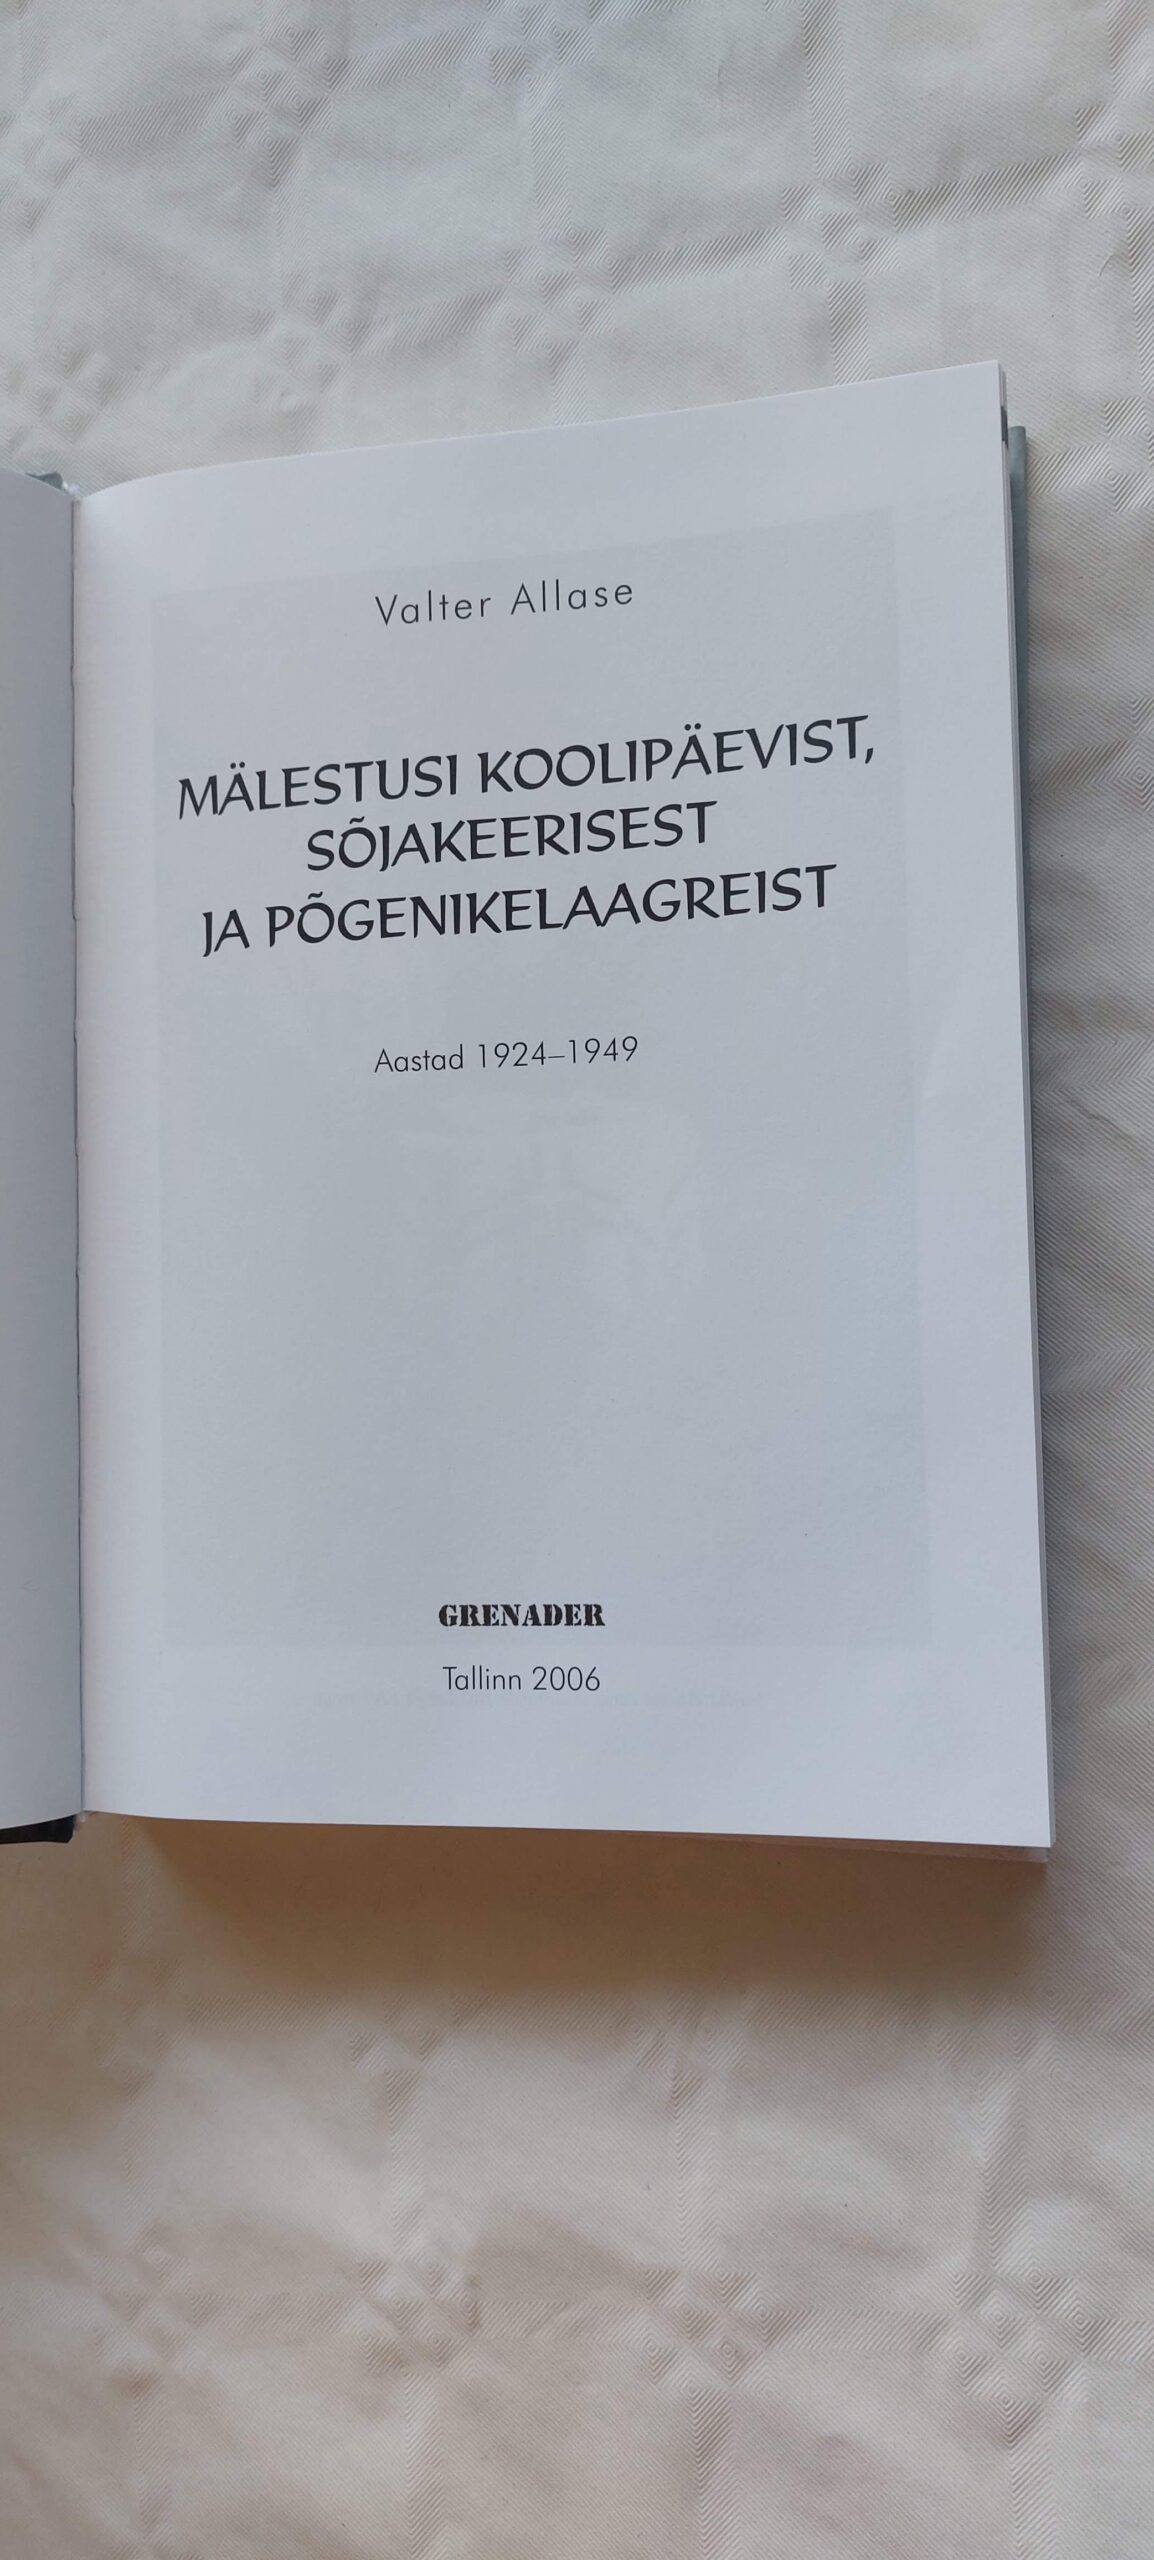 Valter Allase
MÄLESTUSI KOOLIPÄEVIST,
SÕJAKEERISEST
JA PÕGENIKELAAGREIST
Aastad 1924–1949
GRENADER
Tallinn 2006